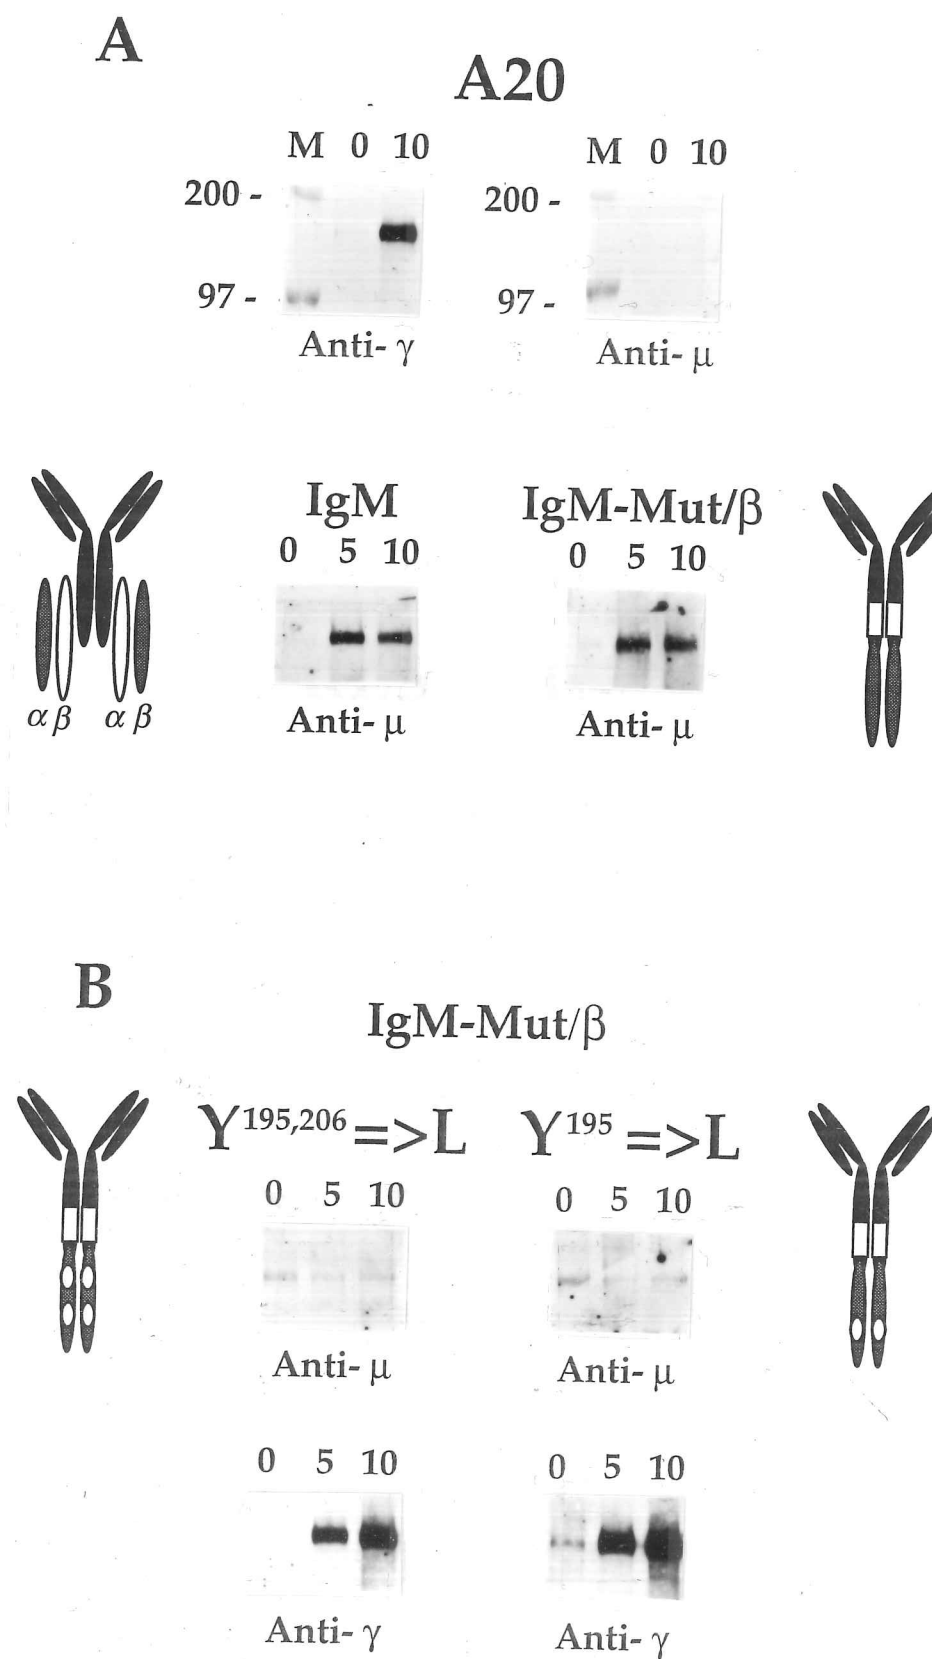 A
A20
M 0 10
M 0 10
200 -
200 -
97 -
97 -
Anti- γ
Anti- μ
IgM
IgM-Mut/β
0 5 10
0 5 10
α β α β
Anti- μ
Anti- μ
B
IgM-Mut/β
Y195,206 =>L
Y195 =>L
0 5 10
0 5 10
Anti- μ
Anti- μ
0 5 10
0 5 10
Anti- γ
Anti- γ